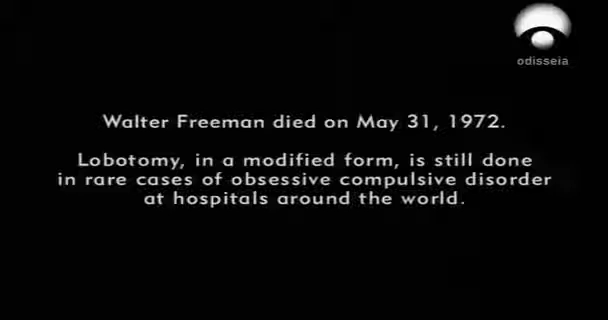 odisseia
Walter Freeman died on May 31, 1972.
Lobotomy, in a modified form, is still done
in rare cases of obsessive compulsive disorder
at hospitals around the world.